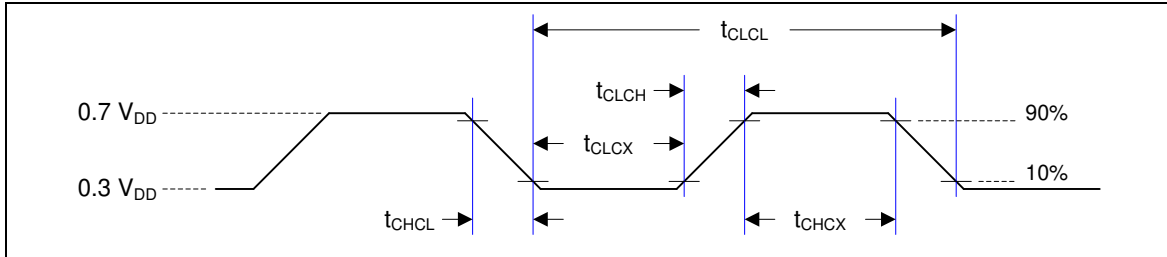 tCLCL
tCLCH
0.7 VDD
90%
tCLCX
0.3 VDD
10%
tCHCL
tCHCX